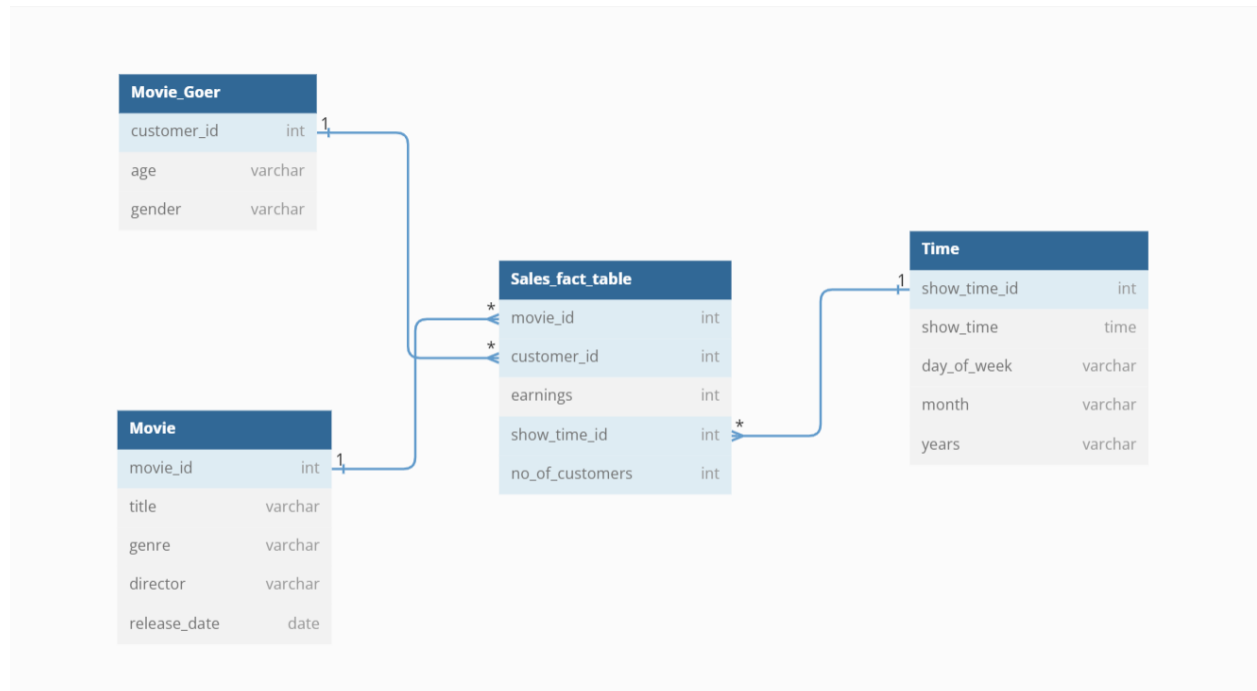 Movie_Goer
customer_id int
age varchar
gender varchar
1
Sales_fact_table
* movie_id int
* customer_id int
earnings int
show_time_id int *
no_of_customers int
Time
1 show_time_id int
show_time time
day_of_week varchar
month varchar
years varchar
Movie
movie_id int 1
title varchar
genre varchar
director varchar
release_date date